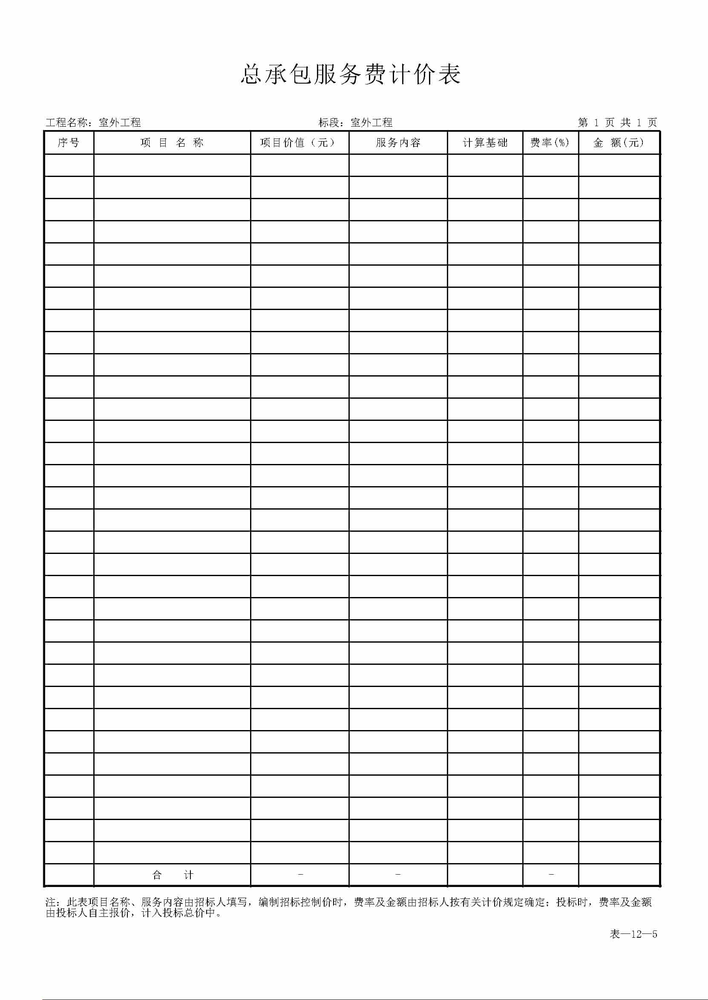 总承包服务费计价表
工程名称：室外工程 标段：室外工程 第 1 页 共 1 页
序号 项 目 名 称 项目价值（元） 服务内容 计算基础 费率(%) 金 额(元)
合 计 - - -
注：此表项目名称、服务内容由招标人填写，编制招标控制价时，费率及金额由招标人按有关计价规定确定；投标时，费率及金额
由投标人自主报价，计入投标总价中。
表—12—5